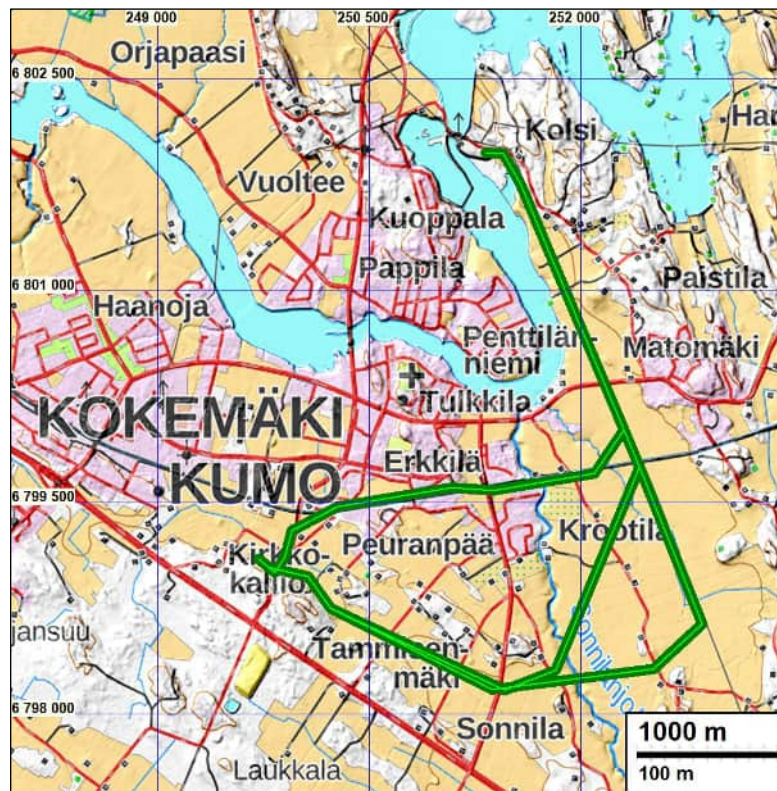 249 000
250 500
252 000
Orjapaasi
6 802 500
Kolsi
Vuoltee
Kuoppala
Pappila
6 801 000
Haanoja
Paistila
Penttilän-
niemi
Matomäki
KOKEMÄKI
Tulkkila
KUMO
Erkkilä
6 799 500
Krootila
Peuranpää
Kirkko-
kallio
jansuu
Tammisen-
mäki
6 798 000
Sonnila
1000 m
Laukkala
100 m